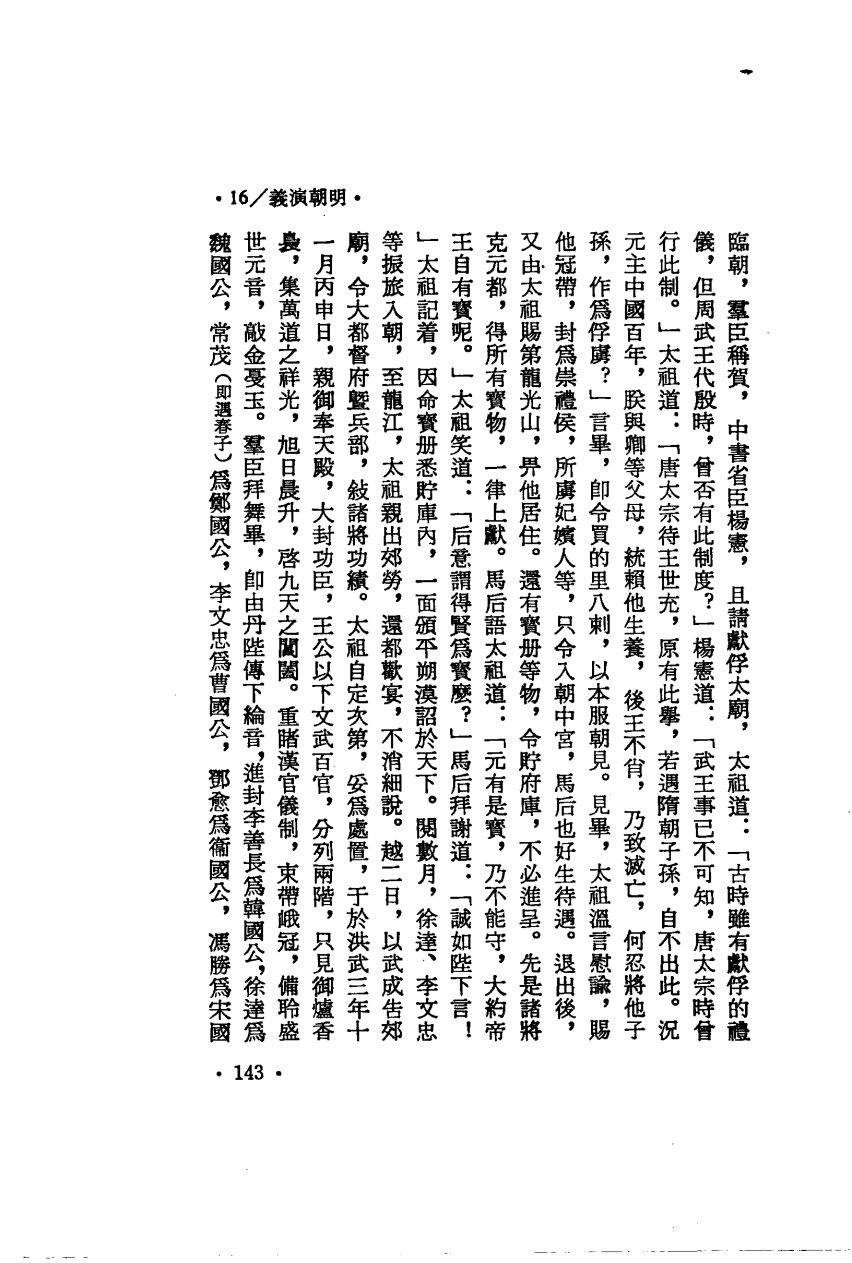 •16／義演朝明•
臨朝，羣臣稱賀，中書省臣楊憲，且請獻俘太廟，太祖道：「古時雖有獻俘的禮
儀，但周武王代殷時，曾否有此制度？」楊憲道：「武王事已不可知，唐太宗時曾
行此制。」太祖道：「唐太宗待王世充，原有此舉，若遇隋朝子孫，自不出此。況
元主中國百年，朕與卿等父母，統賴他生養，後王不肖，乃致滅亡，何忍將他子
孫，作爲俘虜？」言畢，卽令買的里八剌，以本服朝見。見畢，太祖溫言慰諭，賜
他冠帶，封爲崇禮侯，所虜妃嬪人等，只令入朝中宮，馬后也好生待遇。退出後，
又由太祖賜第龍光山，畀他居住。還有寳册等物，令貯府庫，不必進呈。先是諸將
克元都，得所有寳物，一律上獻。馬后語太祖道：「元有是寳，乃不能守，大約帝
王自有寳呢。」太祖笑道：「后意謂得賢爲寳麼？」馬后拜謝道：「誠如陛下言！
」太祖記着，因命寳册悉貯庫內，一面頒平朔漠詔於天下。閱數月，徐達、李文忠
等振旅入朝，至龍江，太祖親出郊勞，還都歡宴，不消細說。越二日，以武成告郊
廟，令大都督府曁兵部，敍諸將功績。太祖自定次第，妥爲處置，于於洪武三年十
一月丙申日，親御奉天殿，大封功臣，王公以下文武百官，分列兩階，只見御爐香
裊，集萬道之祥光，旭日晨升，啓九天之閶闔。重睹漢官儀制，束帶峨冠，備聆盛
世元音，敲金戛玉。羣臣拜舞畢，卽由丹陛傳下綸音，進封李善長爲韓國公，徐達爲
魏國公，常茂（卽遇春子）爲鄭國公，李文忠爲曹國公，鄧愈爲衞國公，馮勝爲宋國
•143•